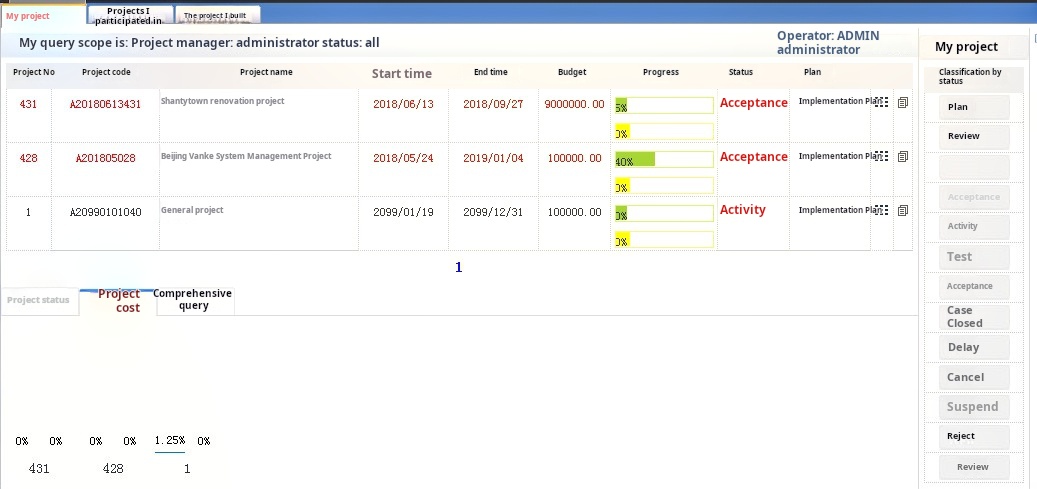 My project
Projects I
participated in
The project I built
My query scope is: Project manager: administrator status: all
Operator: ADMIN
administrator
Project No Project code Project name Start time End time Budget Progress Status Plan
431 A20180613431 Shantytown renovation project 2018/06/13 2018/09/27 9000000.00 5% Acceptance Implementation Plan
0%
428 A201805028 Beijing Vanke System Management Project 2018/05/24 2019/01/04 100000.00 40% Acceptance Implementation Plan
0%
1 A20990101040 General project 2099/01/19 2099/12/31 100000.00 0% Activity Implementation Plan
0%
1
Project status
Project
cost
Comprehensive
query
0% 0% 0% 0% 1.25% 0%
431 428 1
My project
Classification by
status
Plan
Review
Acceptance
Activity
Test
Acceptance
Case
Closed
Delay
Cancel
Suspend
Reject
Review